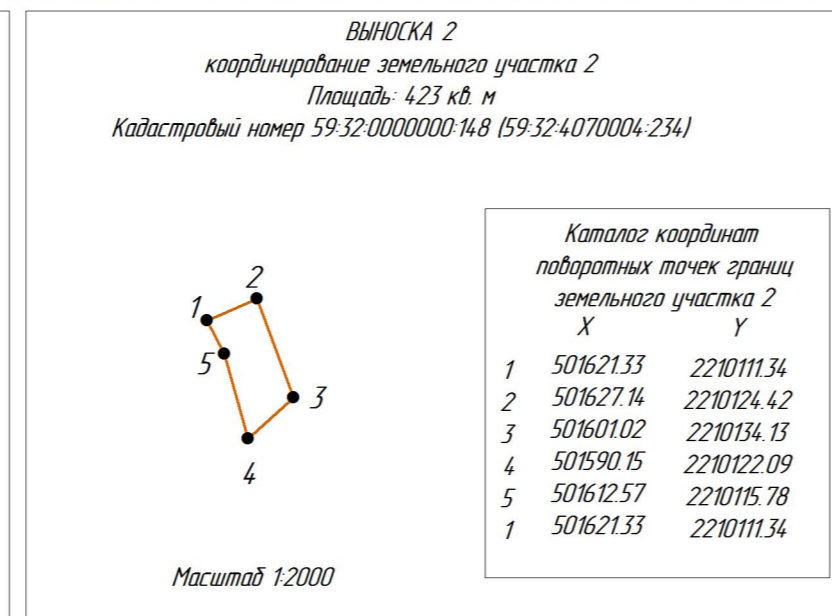 ВЫНОСКА 2
координирование земельного участка 2
Площадь: 423 кв. м
Кадастровый номер 59:32:0000000:148 (59:32:4070004:234)
1
2
5
3
4
Масштаб 1:2000
Каталог координат
поворотных точек границ
земельного участка 2
X Y
1 501621.33 2210111.34
2 501627.14 2210124.42
3 501601.02 2210134.13
4 501590.15 2210122.09
5 501612.57 2210115.78
1 501621.33 2210111.34